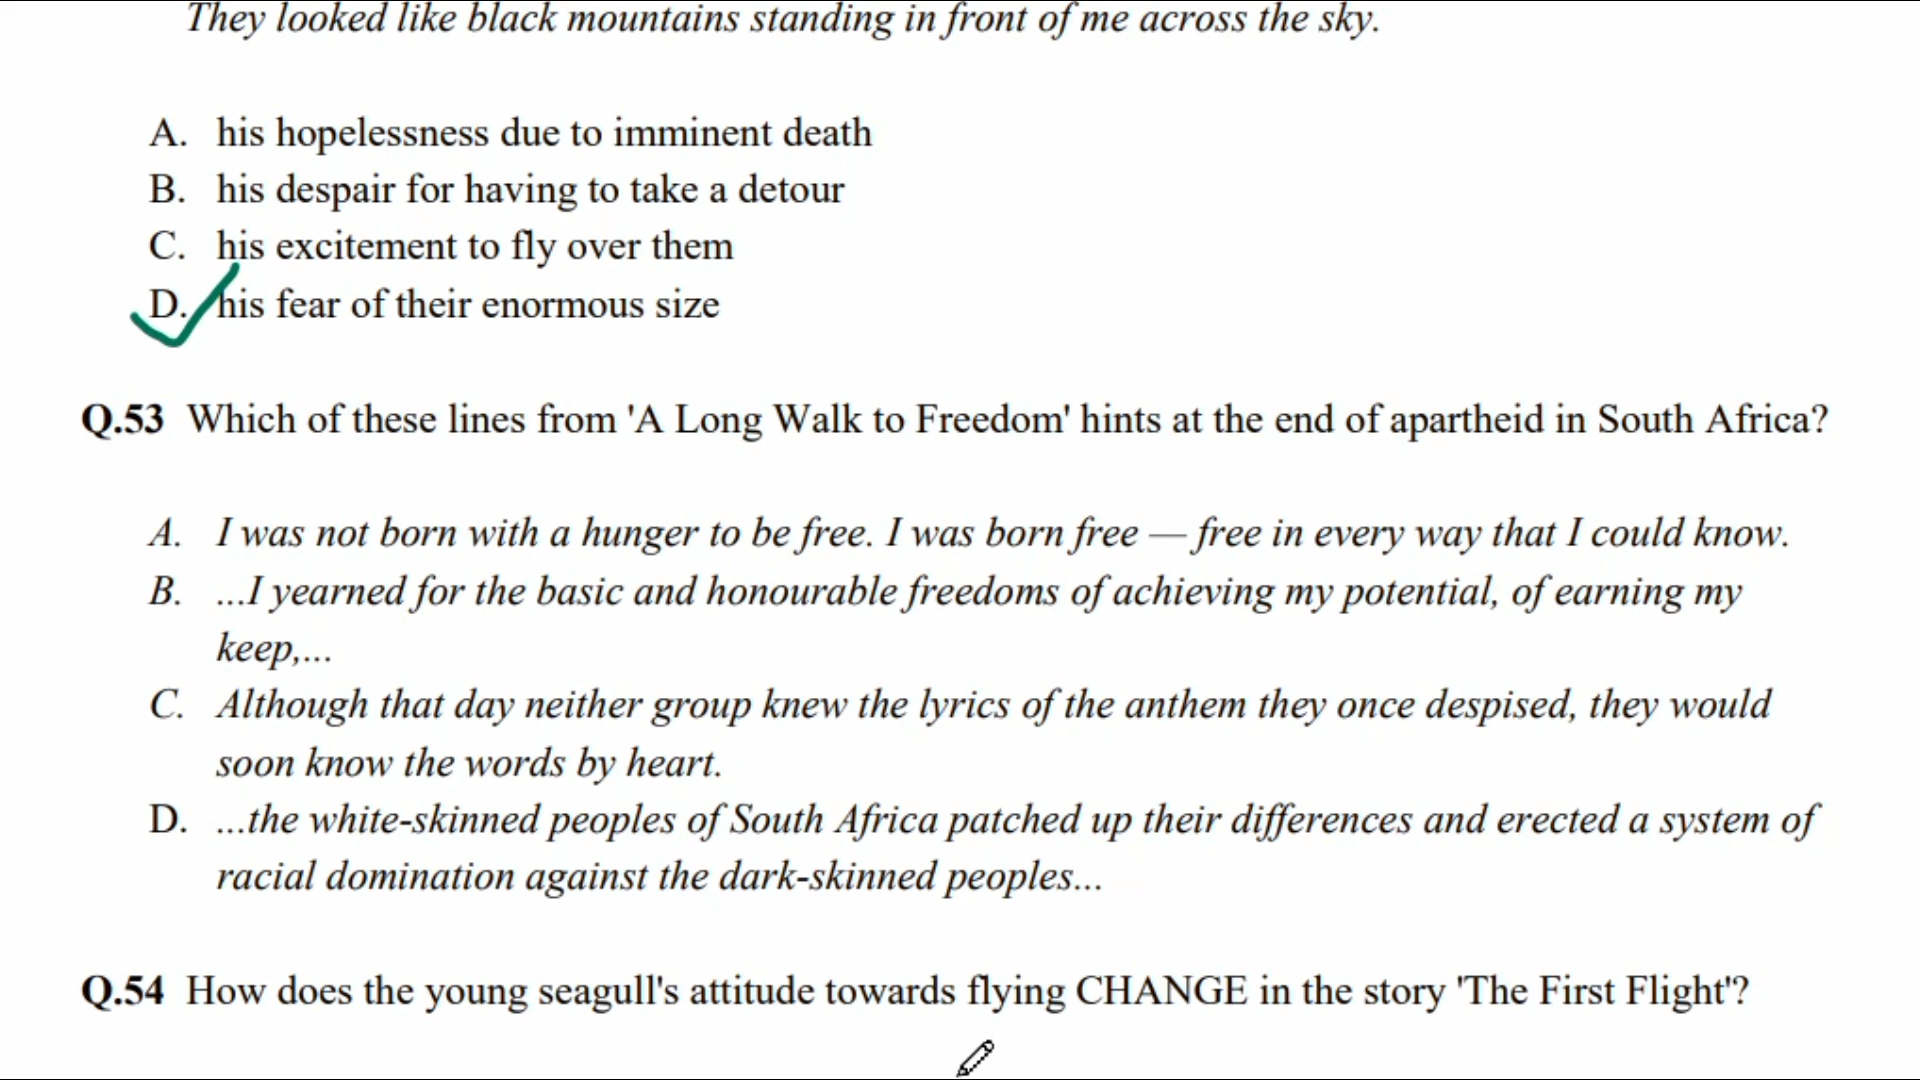 They looked like black mountains standing in front of me across the sky.
A. his hopelessness due to imminent death
B. his despair for having to take a detour
C. his excitement to fly over them
D. his fear of their enormous size
Q.53 Which of these lines from 'A Long Walk to Freedom' hints at the end of apartheid in South Africa?
A. I was not born with a hunger to be free. I was born free — free in every way that I could know.
B. ...I yearned for the basic and honourable freedoms of achieving my potential, of earning my
keep,...
C. Although that day neither group knew the lyrics of the anthem they once despised, they would
soon know the words by heart.
D. ...the white-skinned peoples of South Africa patched up their differences and erected a system of
racial domination against the dark-skinned peoples...
Q.54 How does the young seagull's attitude towards flying CHANGE in the story 'The First Flight'?